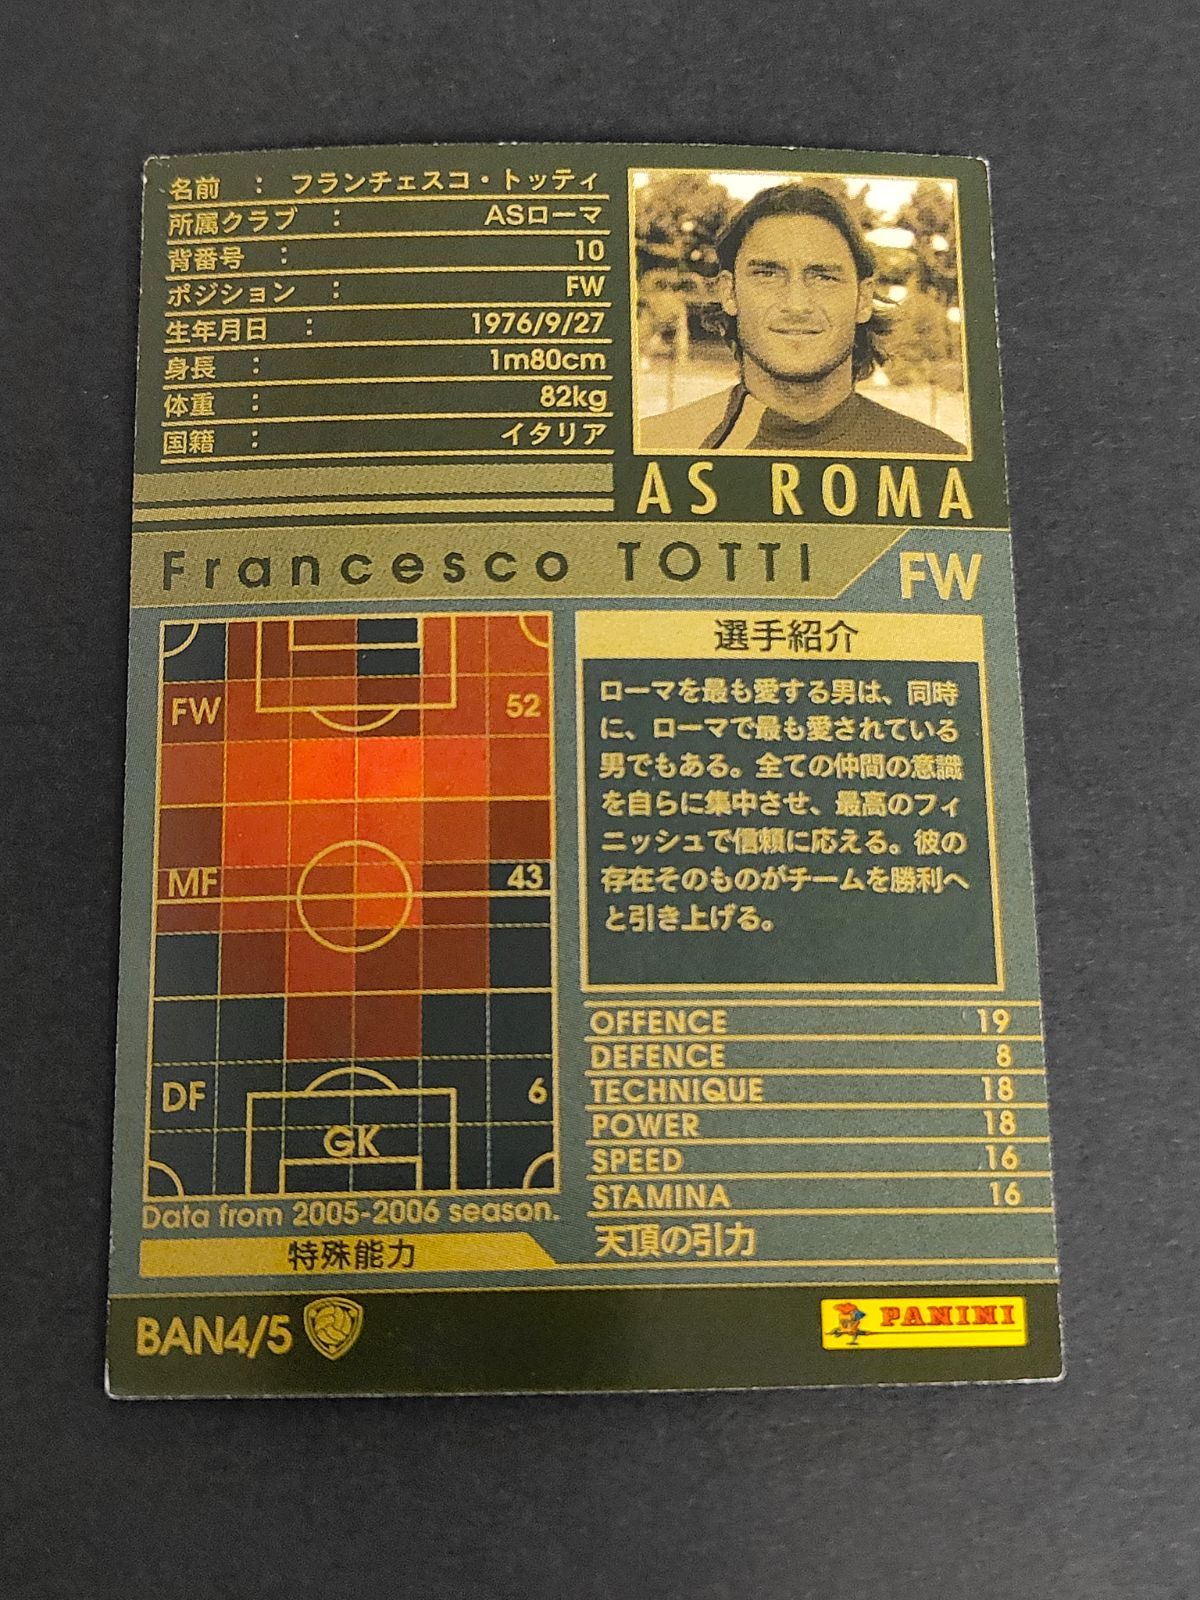 名前 : フランチェスコ・トッティ
所属クラブ : ASローマ
背番号 : 10
ポジション : FW
生年月日 : 1976/9/27
身長 : 1m80cm
体重 : 82kg
国籍 : イタリア
AS ROMA
Francesco TOTTI FW
FW 52
MF 43
DF 6
GK
Data from 2005-2006 season.
選手紹介
ローマを最も愛する男は、同時
に、ローマで最も愛されている
男でもある。全ての仲間の意識
を自らに集中させ、最高のフィ
ニッシュで信頼に応える。彼の
存在そのものがチームを勝利へ
と引き上げる。
OFFENCE 19
DEFENCE 8
TECHNIQUE 18
POWER 18
SPEED 16
STAMINA 16
特殊能力 天頂の引力
BAN4/5
PANINI